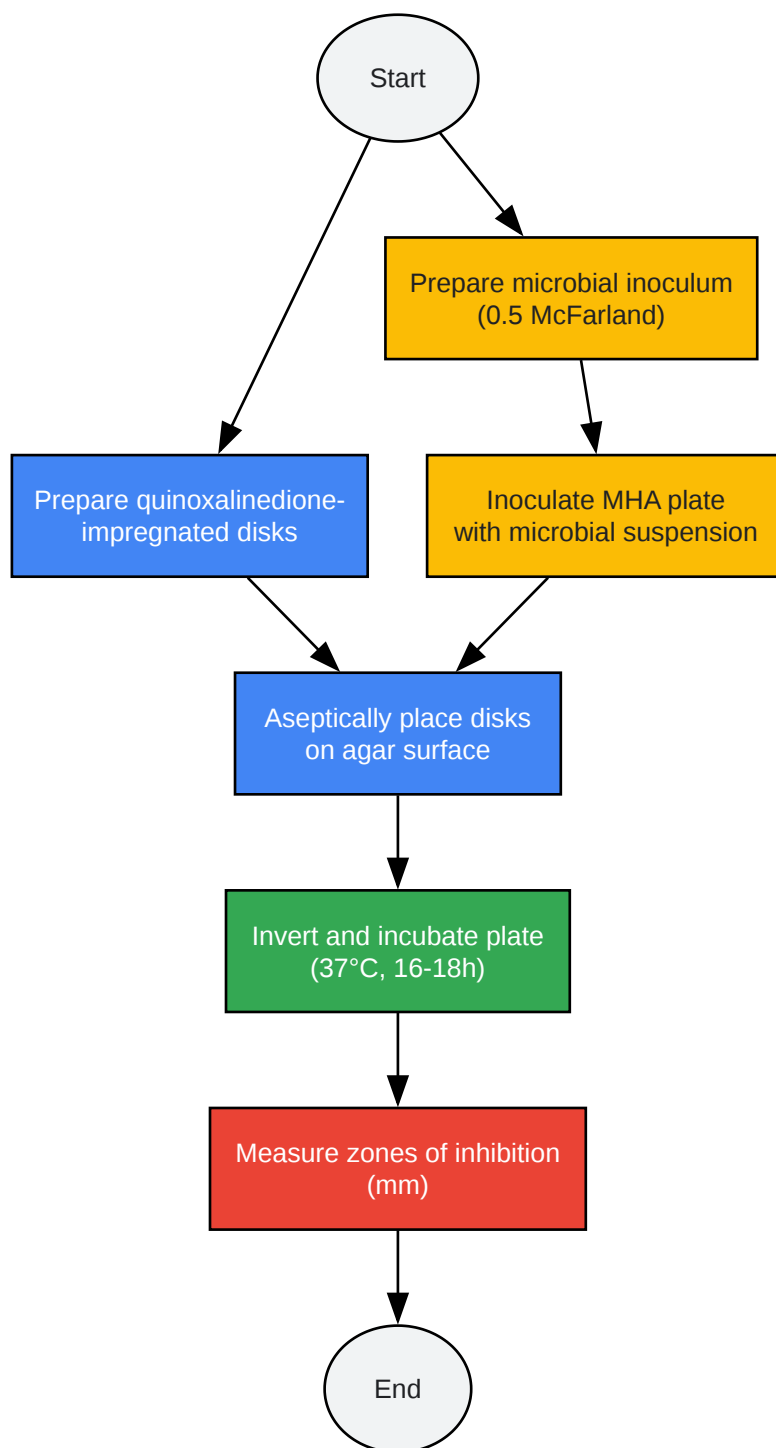 Start
Prepare microbial inoculum
(0.5 McFarland)
Prepare quinoxalinedione-
impregnated disks
Inoculate MHA plate
with microbial suspension
Aseptically place disks
on agar surface
Invert and incubate plate
(37°C, 16-18h)
Measure zones of inhibition
(mm)
End